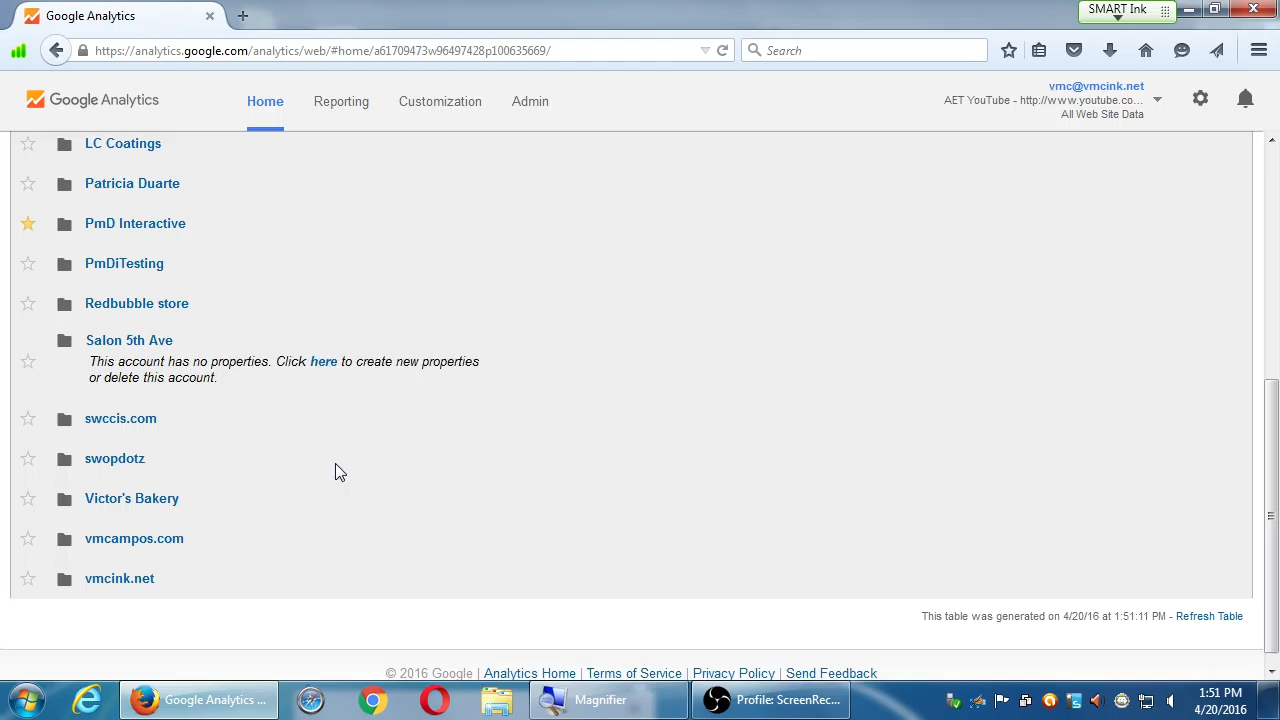 Google Analytics
SMART Ink
https://analytics.google.com/analytics/web/#home/a61709473w96497428p100635669/
Search
Google Analytics
Home
Reporting
Customization
Admin
vmc@vmcink.net
AET YouTube - http://www.youtube.co...
All Web Site Data
LC Coatings
Patricia Duarte
PmD Interactive
PmDiTesting
Redbubble store
Salon 5th Ave
This account has no properties. Click here to create new properties
or delete this account.
swccis.com
swopdotz
Victor's Bakery
vmcampos.com
vmcink.net
This table was generated on 4/20/16 at 1:51:11 PM - Refresh Table
© 2016 Google | Analytics Home | Terms of Service | Privacy Policy | Send Feedback
Google Analytics ...
Magnifier
Profile: ScreenRec...
1:51 PM
4/20/2016